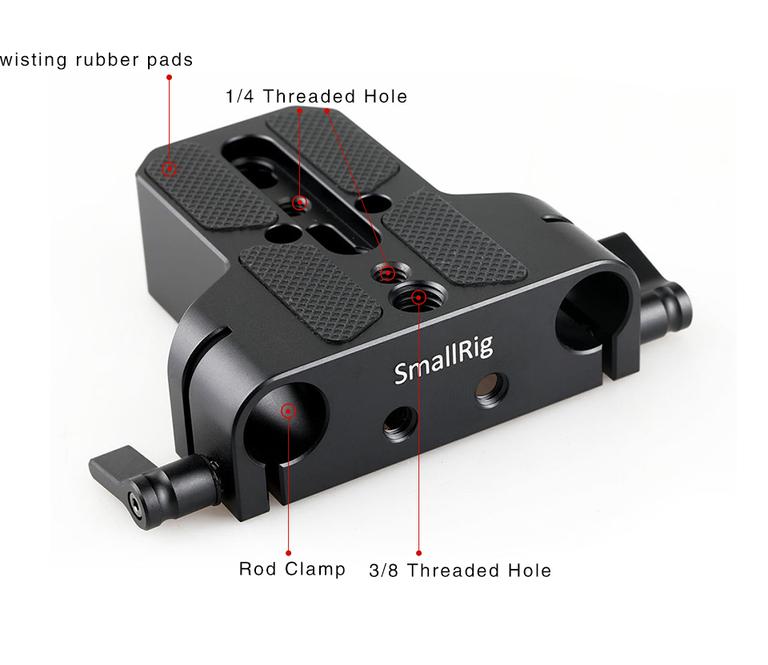 wisting rubber pads
1/4 Threaded Hole
SmallRig
Rod Clamp
3/8 Threaded Hole